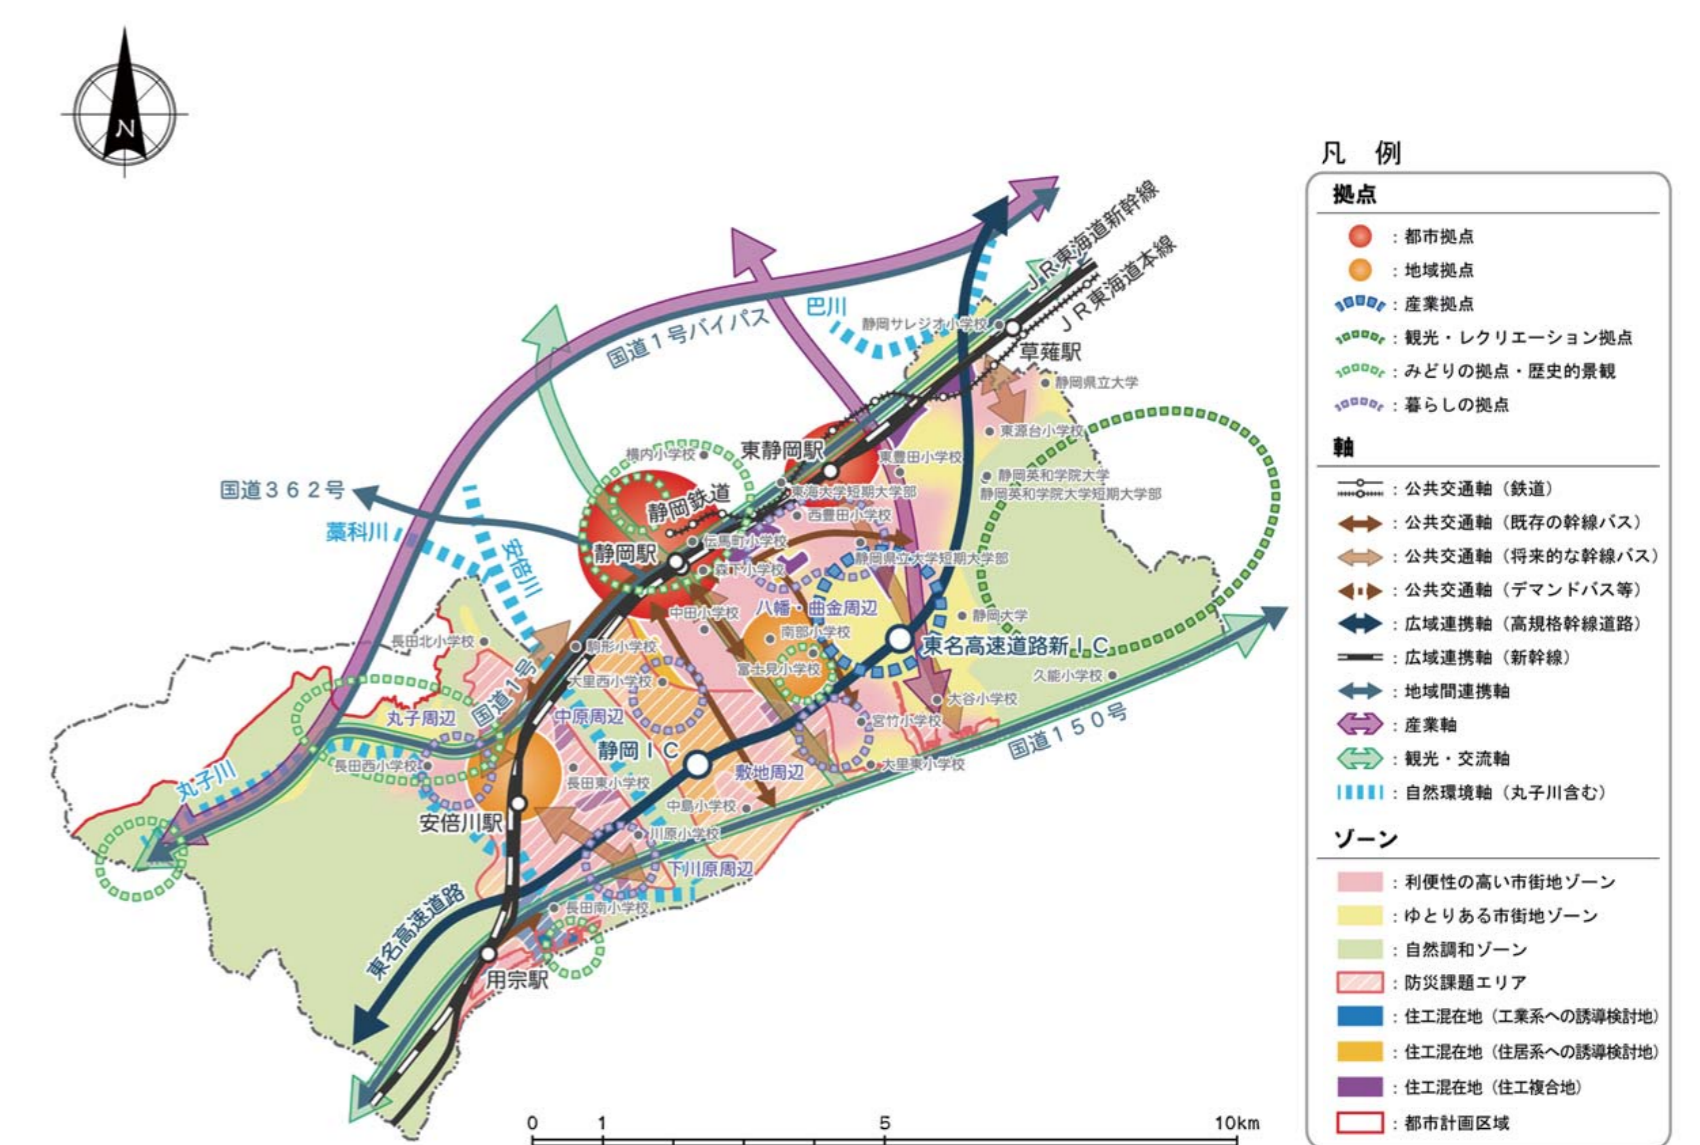 N
JR東海道新幹線
JR東海道本線
国道1号バイパス
巴川
静岡サレジオ小学校
草薙駅
静岡県立大学
東源台小学校
横内小学校
東静岡駅
東豊田小学校
静岡英和学院大学
静岡英和学院大学短期大学部
国道362号
静岡鉄道
東海大学短期大学部
西豊田小学校
藁科川
安倍川
静岡駅
伝馬町小学校
森下小学校
静岡県立大学短期大学部
中田小学校
八幡・曲金周辺
静岡大学
長田北小学校
駒形小学校
南部小学校
東名高速道路新IC
国道1号
大里西小学校
富士見小学校
久能小学校
丸子周辺
中原周辺
大谷小学校
宮竹小学校
国道150号
静岡IC
長田西小学校
丸子川
長田東小学校
敷地周辺
大里東小学校
安倍川駅
中島小学校
川原小学校
下川原周辺
東名高速道路
長田南小学校
用宗駅
0 1 5 10km
凡 例
拠点
:都市拠点
:地域拠点
:産業拠点
:観光・レクリエーション拠点
:みどりの拠点・歴史的景観
:暮らしの拠点
軸
:公共交通軸(鉄道)
:公共交通軸(既存の幹線バス)
:公共交通軸(将来的な幹線バス)
:公共交通軸(デマンドバス等)
:広域連携軸(高規格幹線道路)
:広域連携軸(新幹線)
:地域間連携軸
:産業軸
:観光・交流軸
:自然環境軸(丸子川含む)
ゾーン
:利便性の高い市街地ゾーン
:ゆとりある市街地ゾーン
:自然調和ゾーン
:防災課題エリア
:住工混在地(工業系への誘導検討地)
:住工混在地(住居系への誘導検討地)
:住工混在地(住工複合地)
:都市計画区域